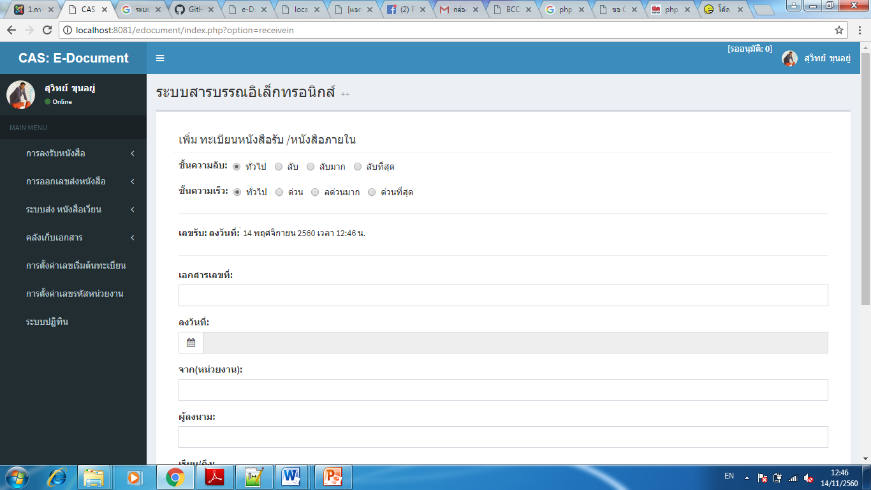 1.กา
CAS
ระบบ
GitH
e-D
loca
(2) F
กล่อง
BCC
php
ขอ C
php
โค้ก
localhost:8081/edocument/index.php?option=receivein
CAS: E-Document
[รออนุมัติ: 0]
สุวิทย์ ขุนอยู่
สุวิทย์ ขุนอยู่
Online
ระบบสารบรรณอิเล็กทรอนิกส์ ++
MAIN MENU
การลงรับหนังสือ
การออกเลขส่งหนังสือ
ระบบส่ง หนังสือเวียน
คลังเก็บเอกสาร
การตั้งค่าเลขเริ่มต้นทะเบียน
การตั้งค่าเลขรหัสหน่วยงาน
ระบบปฏิทิน
เพิ่ม ทะเบียนหนังสือรับ /หนังสือภายใน
ชั้นความลับ: ทั่วไป ลับ ลับมาก ลับที่สุด
ชั้นความเร็ว: ทั่วไป ด่วน ลด่วนมาก ด่วนที่สุด
เลขรับ: ลงวันที่: 14 พฤศจิกายน 2560 เวลา 12:46 น.
เอกสารเลขที่:
ลงวันที่:
จาก(หน่วยงาน):
ผู้ลงนาม:
EN
12:46
14/11/2560